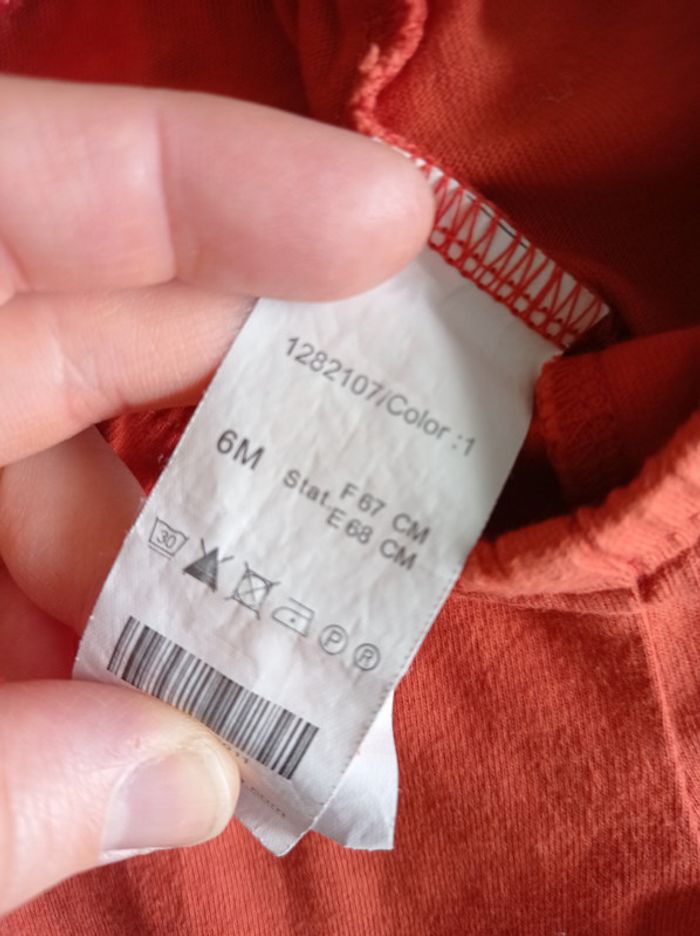 1282107/Color :1
6M Stat. F 67 CM
E 68 CM
30
P R